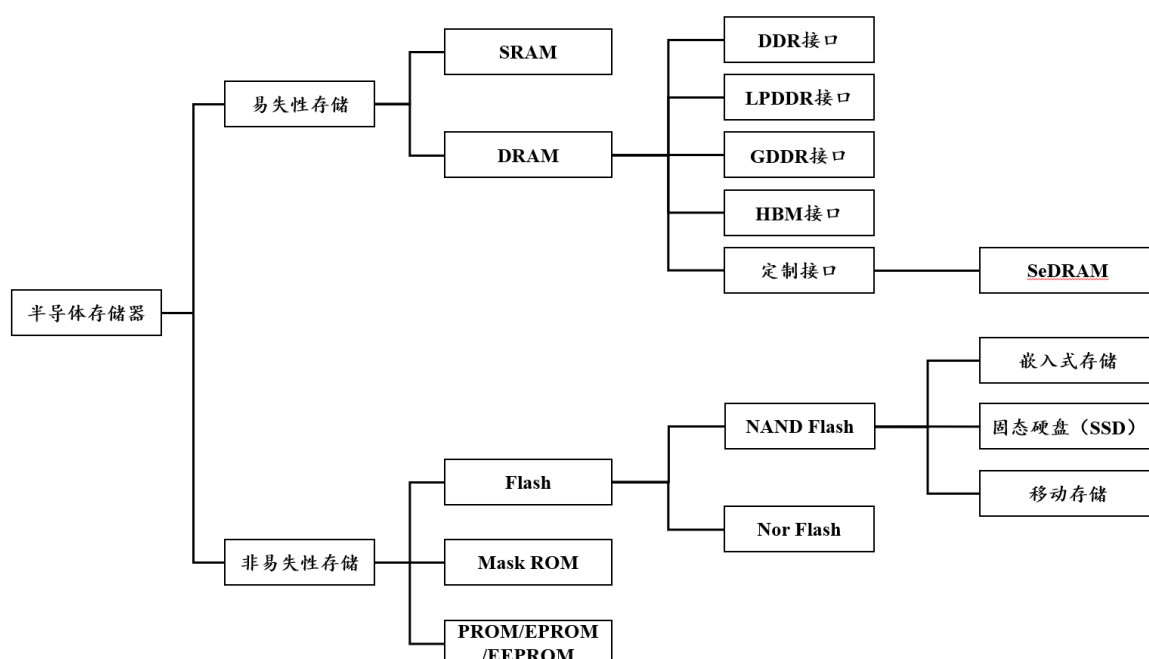 半导体存储器
易失性存储
SRAM
DRAM
DDR接口
LPDDR接口
GDDR接口
HBM接口
定制接口
SeDRAM
非易失性存储
Flash
NAND Flash
嵌入式存储
固态硬盘（SSD）
移动存储
Nor Flash
Mask ROM
PROM/EPROM
/EEPROM